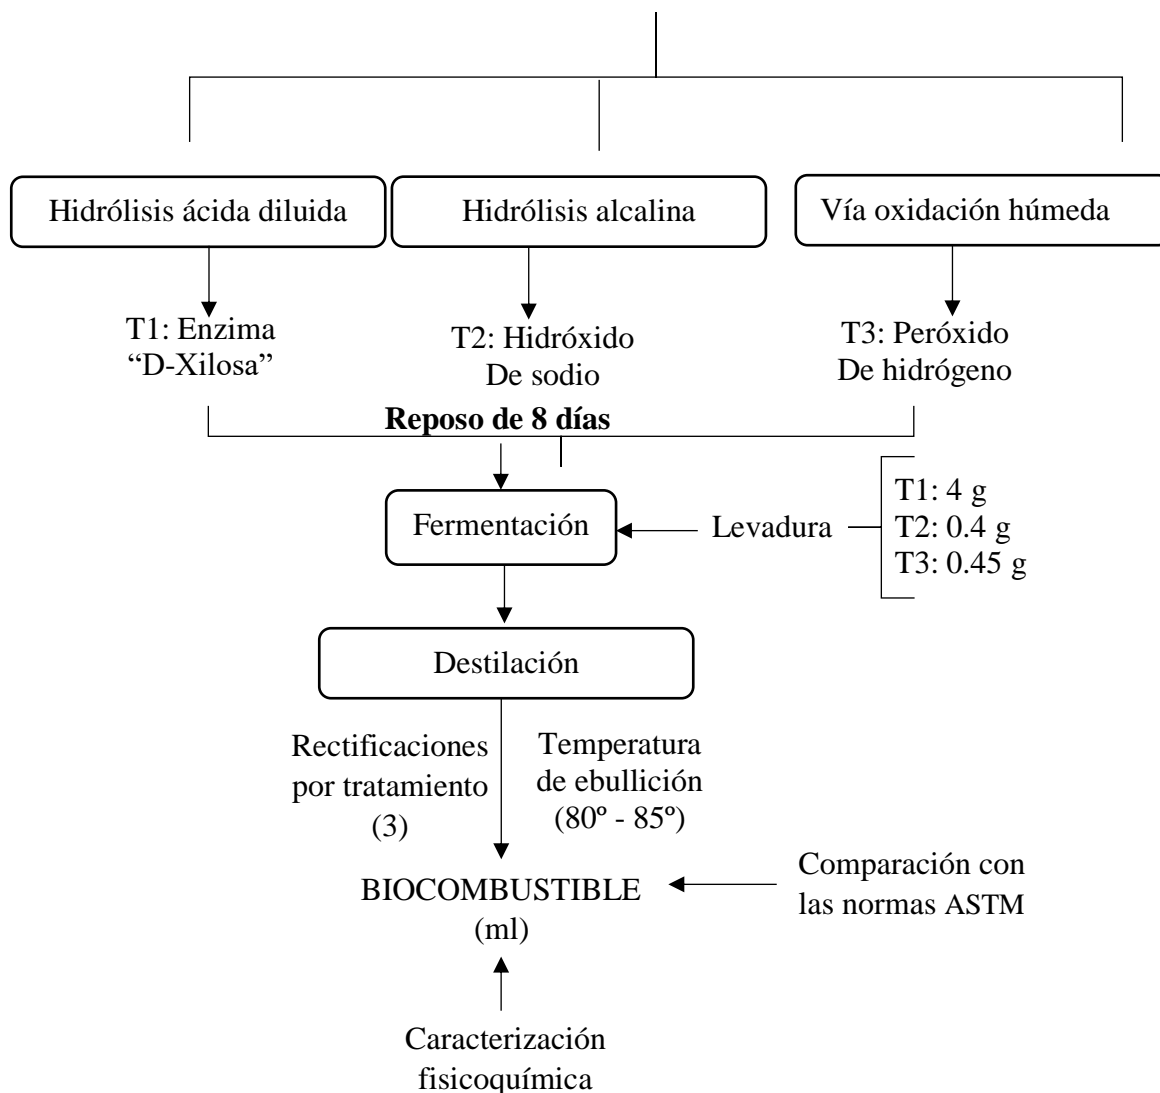 Hidrólisis ácida diluida
Hidrólisis alcalina
Vía oxidación húmeda
T1: Enzima
“D-Xilosa”
T2: Hidróxido
De sodio
T3: Peróxido
De hidrógeno
Reposo de 8 días
Fermentación
Levadura
T1: 4 g
T2: 0.4 g
T3: 0.45 g
Destilación
Rectificaciones
por tratamiento
(3)
Temperatura
de ebullición
(80º - 85º)
BIOCOMBUSTIBLE
(ml)
Comparación con
las normas ASTM
Caracterización
fisicoquímica